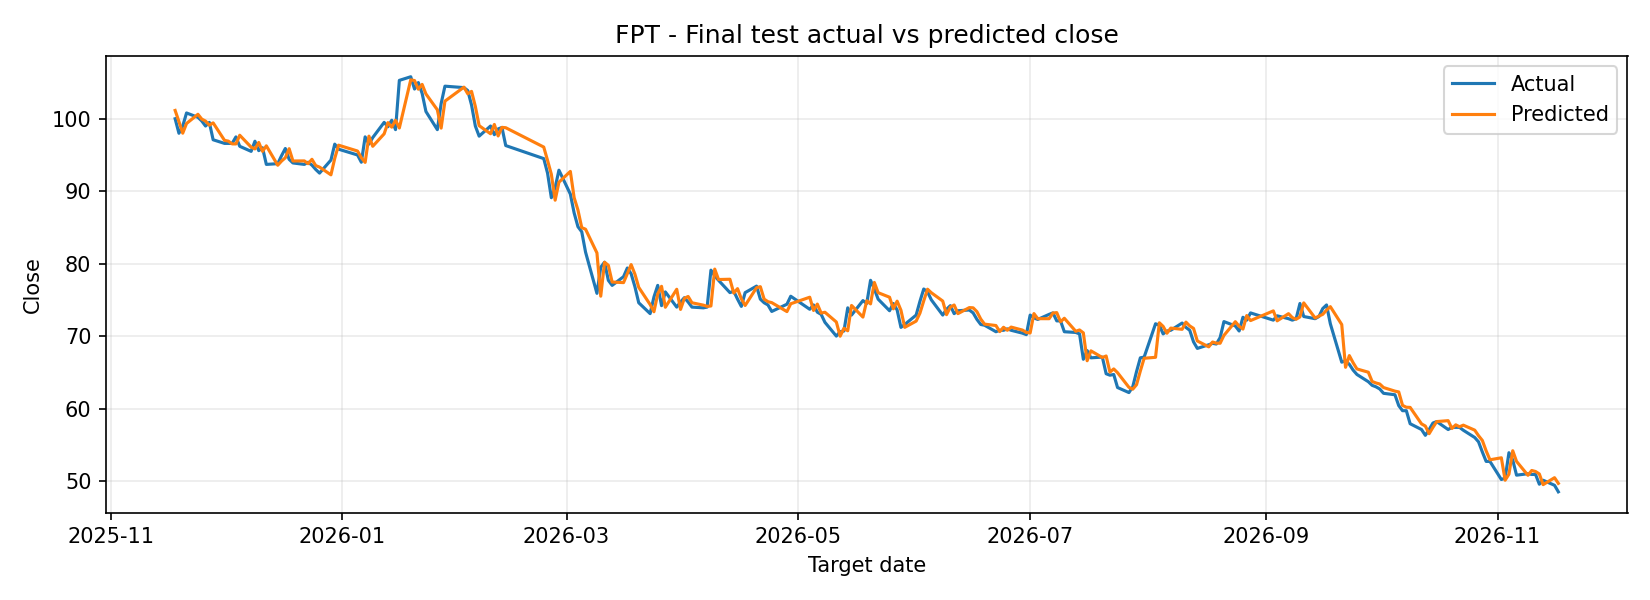 FPT - Final test actual vs predicted close
Actual
Predicted
Close
100
90
80
70
60
50
2025-11 2026-01 2026-03 2026-05 2026-07 2026-09 2026-11
Target date